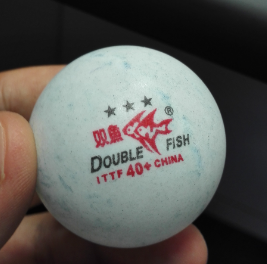 ★★★
双鱼 ®
DOUBLE FISH
ITTF 40+ CHINA